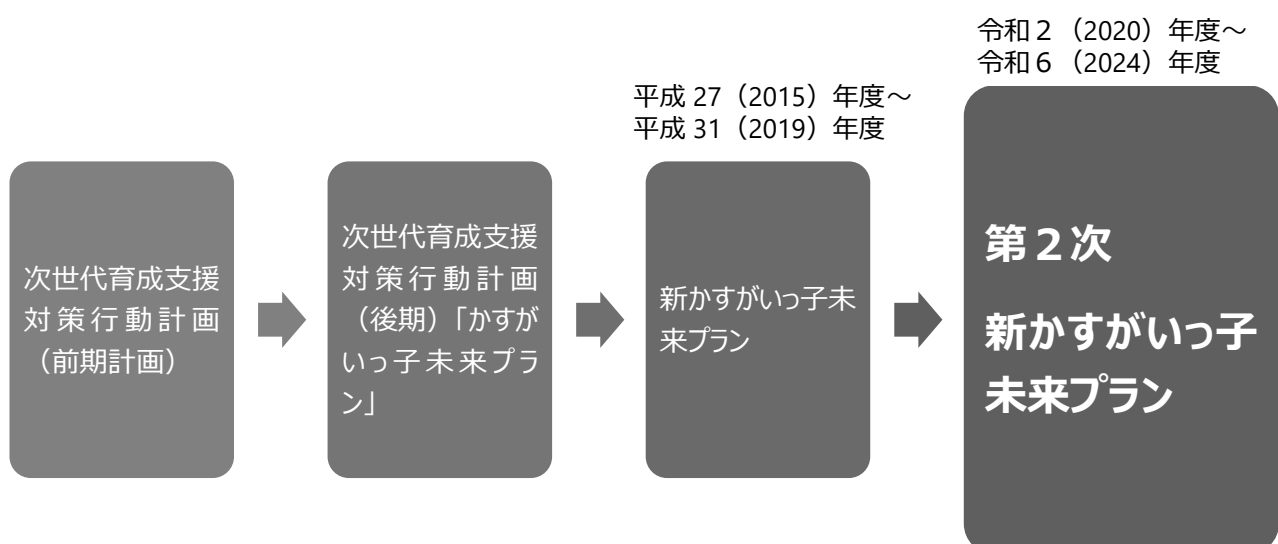 次世代育成支援
対策行動計画
（前期計画）
次世代育成支援
対策行動計画
（後期）「かすが
いっ子未来プラ
ン」
平成 27（2015）年度～
平成 31（2019）年度
新かすがいっ子未
来プラン
令和２（2020）年度～
令和６（2024）年度
第２次
新かすがいっ子
未来プラン